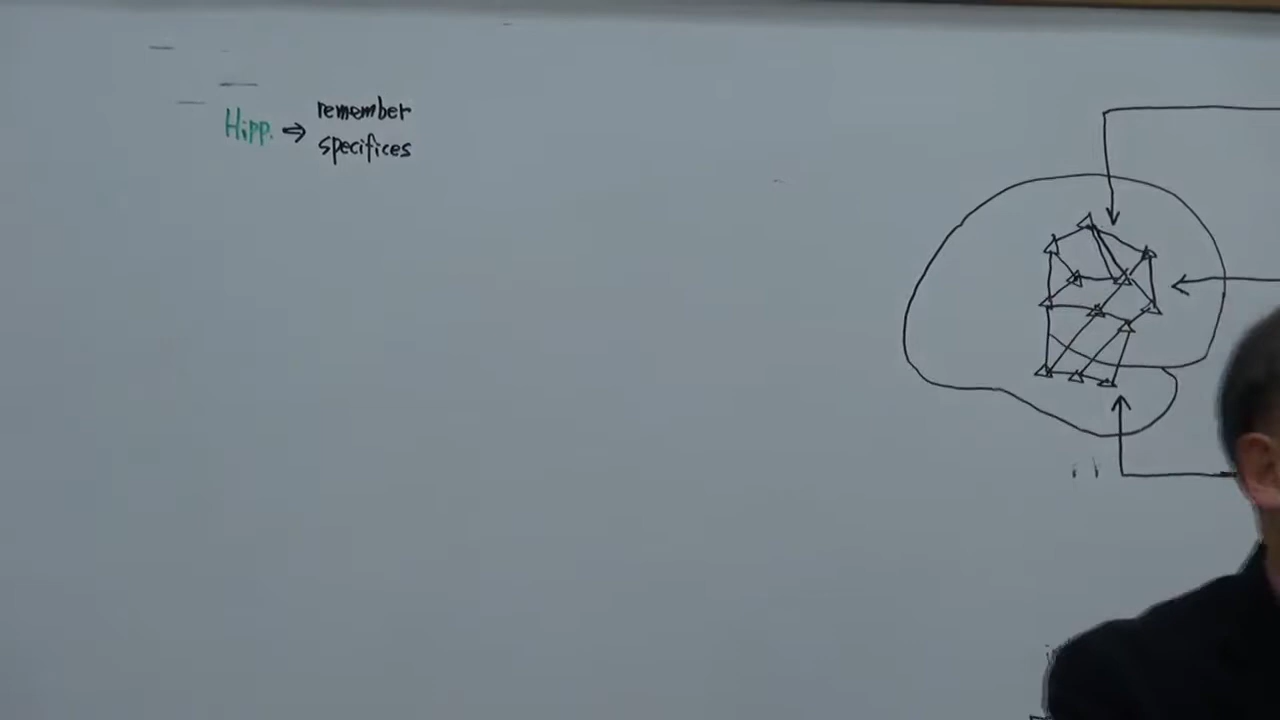 remember
Hipp. ⇒
specifices